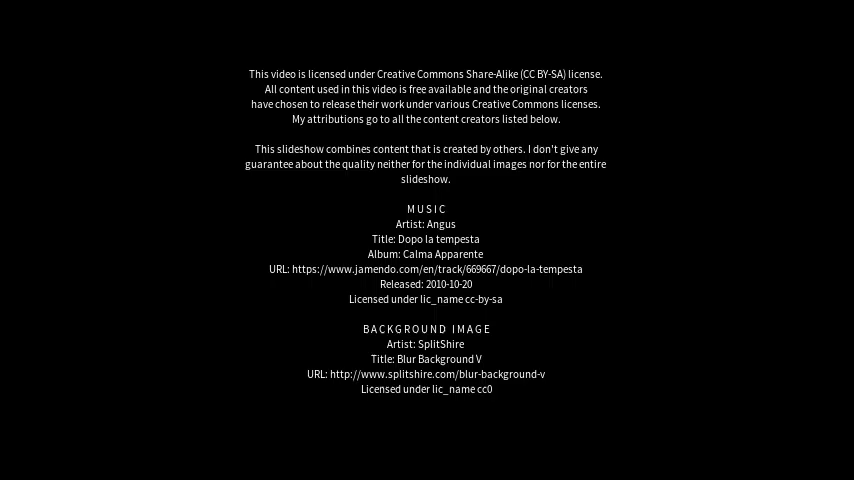 This video is licensed under Creative Commons Share-Alike (CC BY-SA) license.
All content used in this video is free available and the original creators
have chosen to release their work under various Creative Commons licenses.
My attributions go to all the content creators listed below.
This slideshow combines content that is created by others. I don't give any
guarantee about the quality neither for the individual images nor for the entire
slideshow.
MUSIC
Artist: Angus
Title: Dopo la tempesta
Album: Calma Apparente
URL: https://www.jamendo.com/en/track/669667/dopo-la-tempesta
Released: 2010-10-20
Licensed under lic_name cc-by-sa
BACKGROUND IMAGE
Artist: SplitShire
Title: Blur Background V
URL: http://www.splitshire.com/blur-background-v
Licensed under lic_name cc0